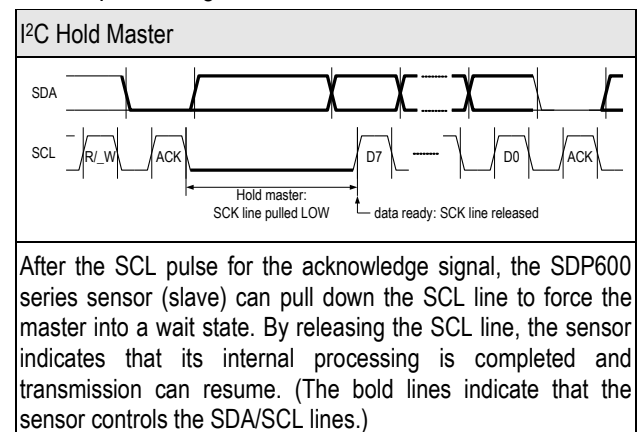 I²C Hold Master
SDA
SCL R/_W ACK D7 D0 ACK
Hold master:
SCK line pulled LOW data ready: SCK line released
After the SCL pulse for the acknowledge signal, the SDP600
series sensor (slave) can pull down the SCL line to force the
master into a wait state. By releasing the SCL line, the sensor
indicates that its internal processing is completed and
transmission can resume. (The bold lines indicate that the
sensor controls the SDA/SCL lines.)